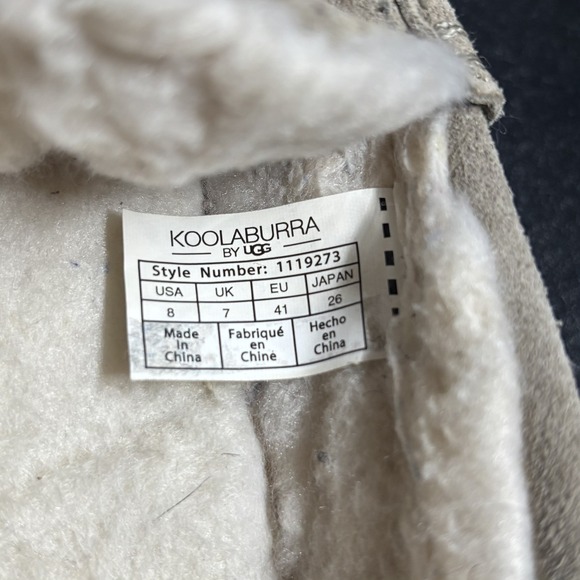 KOOLABURRA
BY UGG
Style Number: 1119273
USA UK EU JAPAN
8 7 41 26
Made in China
Fabriqué en Chine
Hecho en China